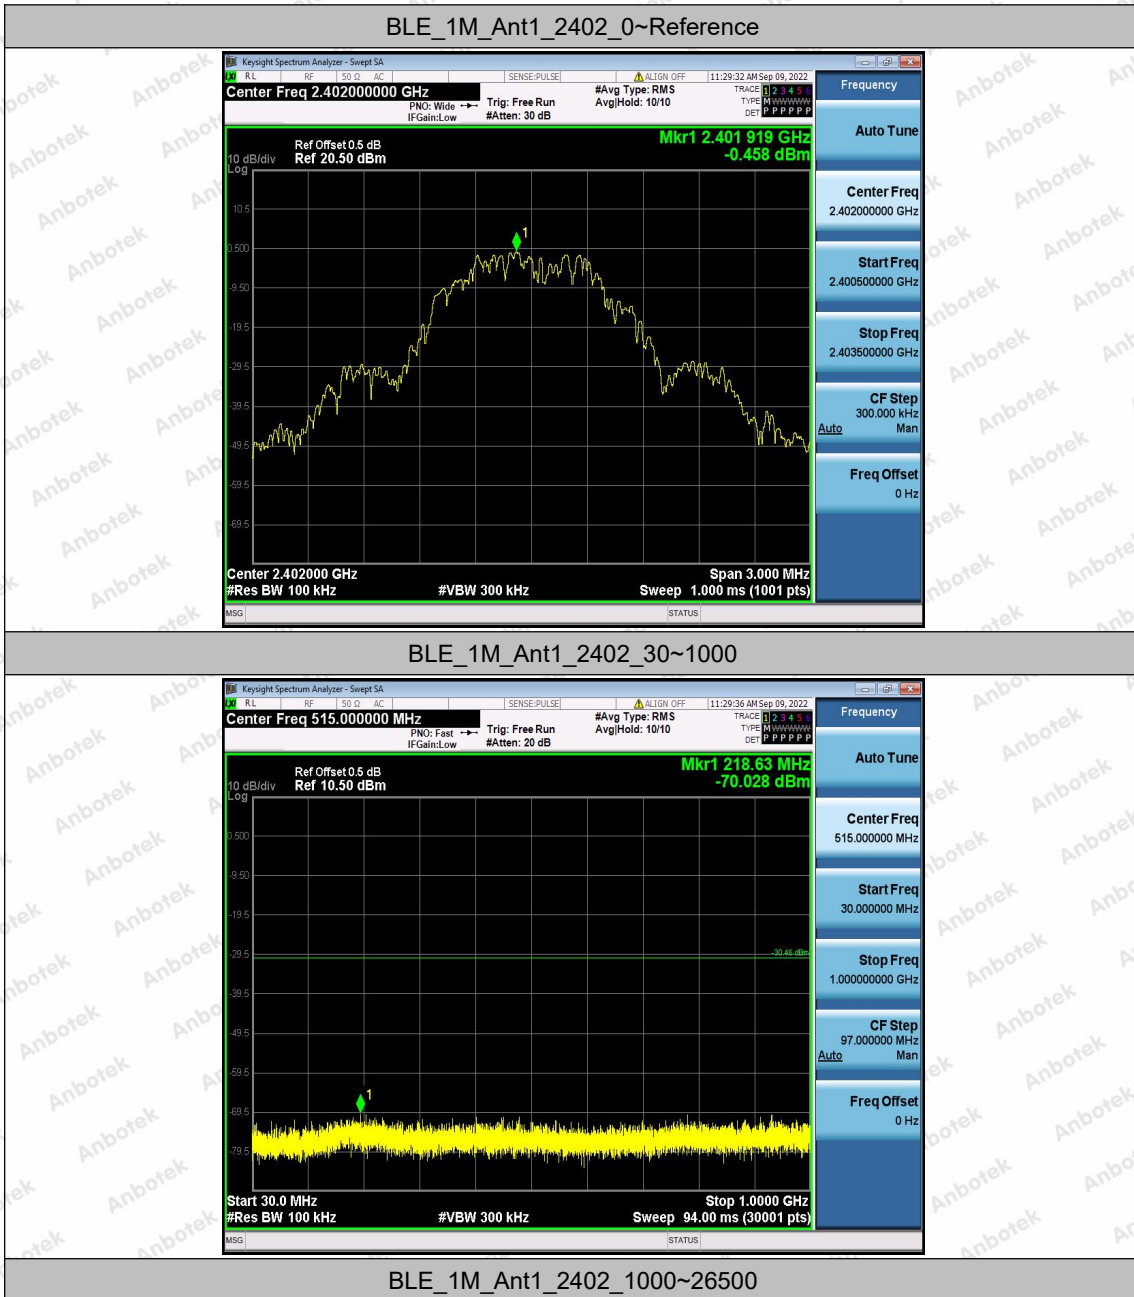 BLE_1M_Ant1_2402_0~Reference
Keysight Spectrum Analyzer - Swept SA
LXI RL RF 50 Ω AC SENSE:PULSE ALIGN OFF 11:29:32 AM Sep 09, 2022
Center Freq 2.402000000 GHz
PNO: Wide
IFGain:Low
Trig: Free Run
#Atten: 30 dB
#Avg Type: RMS
Avg|Hold: 10/10
TRACE 1 2 3 4 5 6
TYPE M W W W W W
DET P P P P P P
Mkr1 2.401 919 GHz
-0.458 dBm
Ref Offset 0.5 dB
10 dB/div Ref 20.50 dBm
Log
10.5
0.500
-9.50
-19.5
-29.5
-39.5
-49.5
-59.5
-69.5
1
Center 2.402000 GHz Span 3.000 MHz
#Res BW 100 kHz #VBW 300 kHz Sweep 1.000 ms (1001 pts)
MSG STATUS
Frequency
Auto Tune
Center Freq
2.402000000 GHz
Start Freq
2.400500000 GHz
Stop Freq
2.403500000 GHz
CF Step
300.000 kHz
Auto Man
Freq Offset
0 Hz
BLE_1M_Ant1_2402_30~1000
Keysight Spectrum Analyzer - Swept SA
LXI RL RF 50 Ω AC SENSE:PULSE ALIGN OFF 11:29:36 AM Sep 09, 2022
Center Freq 515.000000 MHz
PNO: Fast
IFGain:Low
Trig: Free Run
#Atten: 20 dB
#Avg Type: RMS
Avg|Hold: 10/10
TRACE 1 2 3 4 5 6
TYPE M W W W W W
DET P P P P P P
Mkr1 218.63 MHz
-70.028 dBm
Ref Offset 0.5 dB
10 dB/div Ref 10.50 dBm
Log
0.500
-9.50
-19.5
-29.5
-39.5
-49.5
-59.5
-69.5
-79.5
-30.46 dBm
1
Start 30.0 MHz Stop 1.0000 GHz
#Res BW 100 kHz #VBW 300 kHz Sweep 94.00 ms (30001 pts)
MSG STATUS
Frequency
Auto Tune
Center Freq
515.000000 MHz
Start Freq
30.000000 MHz
Stop Freq
1.000000000 GHz
CF Step
97.000000 MHz
Auto Man
Freq Offset
0 Hz
BLE_1M_Ant1_2402_1000~26500
Anbotek